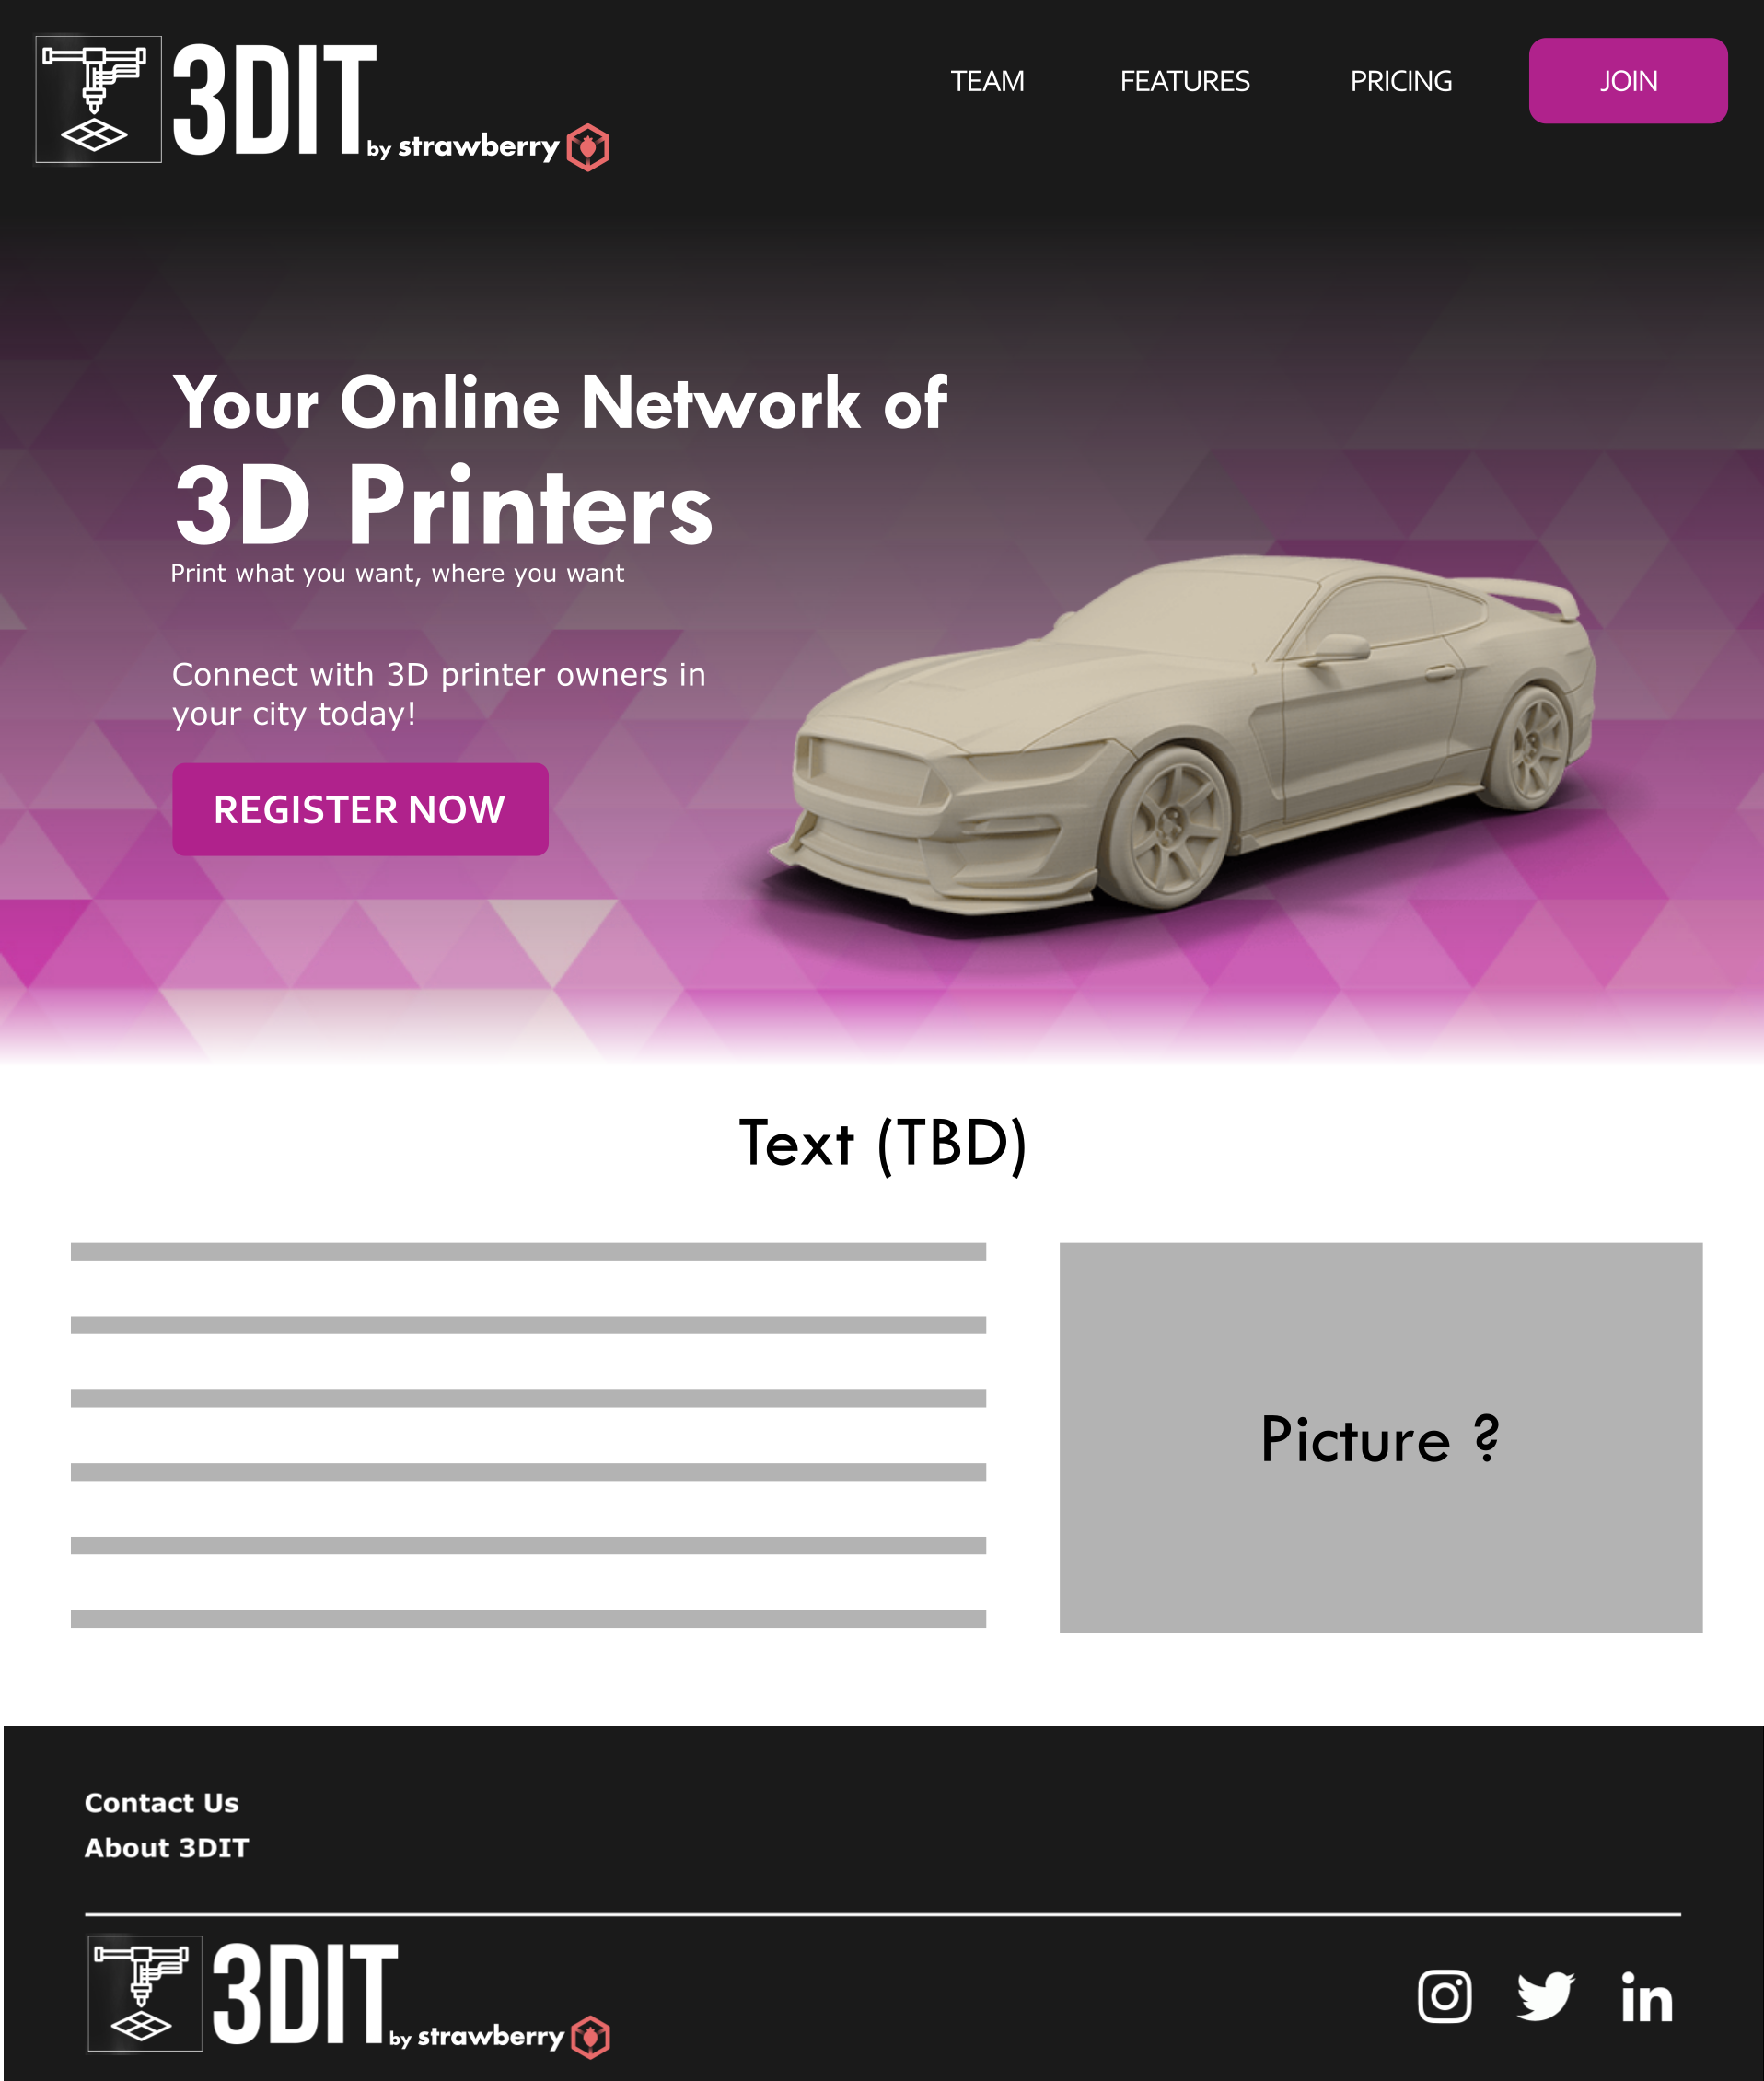 3DIT
by strawberry
TEAM FEATURES PRICING JOIN
Your Online Network of
3D Printers
Print what you want, where you want
Connect with 3D printer owners in
your city today!
REGISTER NOW
Text (TBD)
Picture ?
Contact Us
About 3DIT
3DIT
by strawberry
in